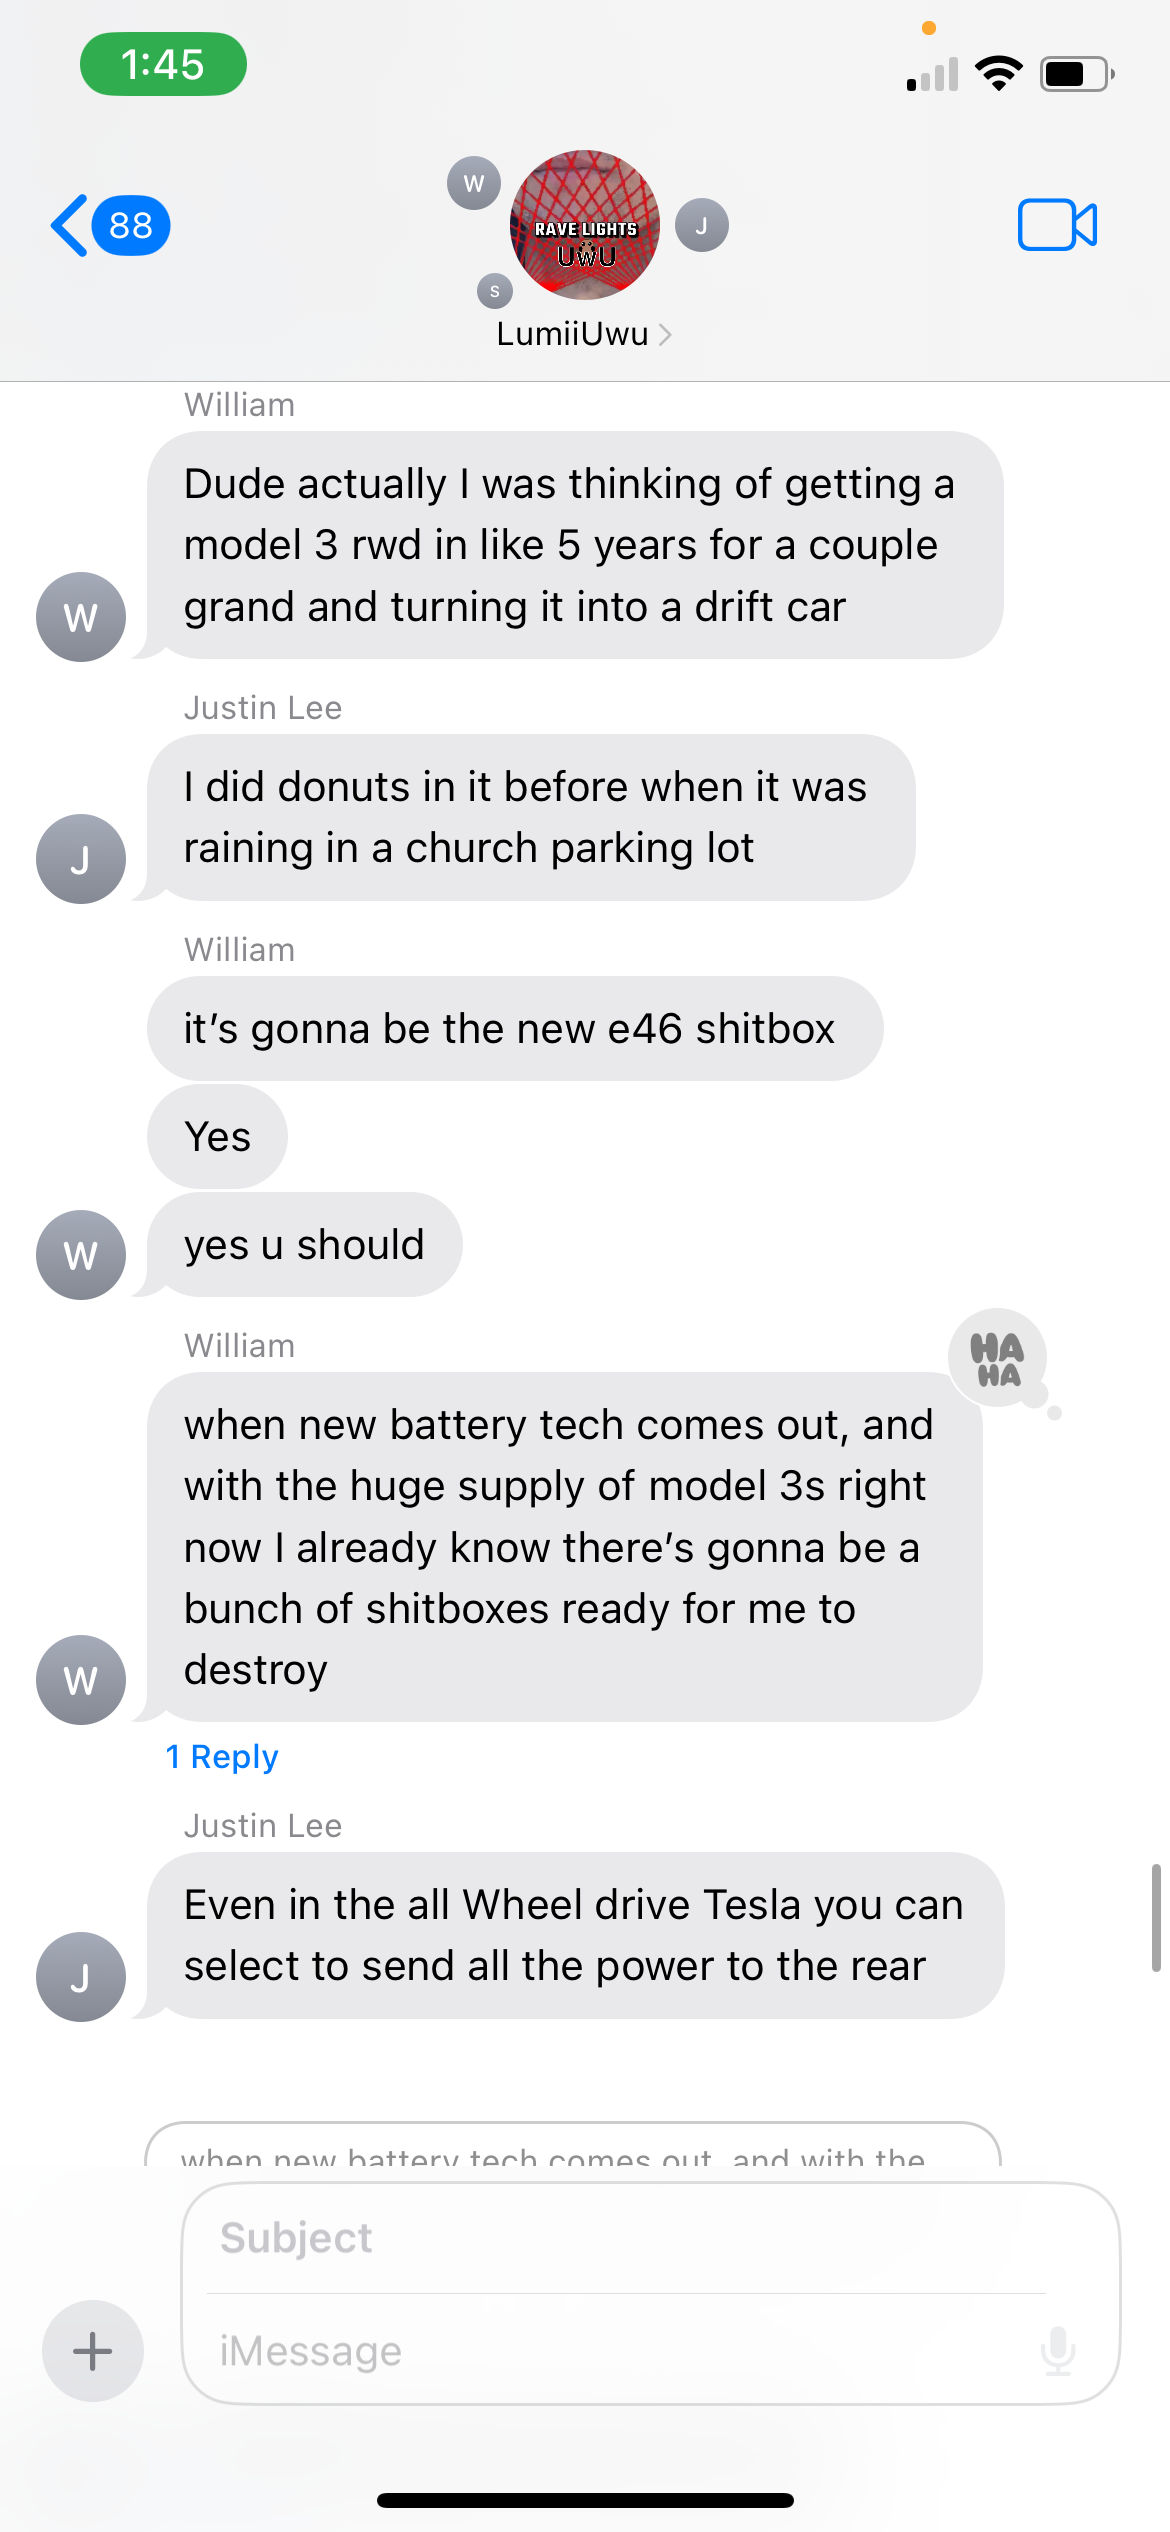 1:45
88
W
RAVE LIGHTS
UWU
J
S
LumiiUwu
William
Dude actually I was thinking of getting a
model 3 rwd in like 5 years for a couple
grand and turning it into a drift car
W
Justin Lee
I did donuts in it before when it was
raining in a church parking lot
J
William
it's gonna be the new e46 shitbox
Yes
yes u should
W
William
HA
HA
when new battery tech comes out, and
with the huge supply of model 3s right
now I already know there's gonna be a
bunch of shitboxes ready for me to
destroy
W
1 Reply
Justin Lee
Even in the all Wheel drive Tesla you can
select to send all the power to the rear
J
when new battery tech comes out, and with the
Subject
iMessage